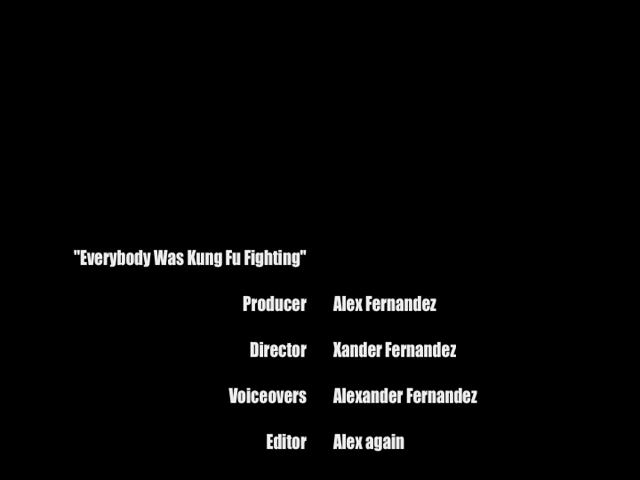 "Everybody Was Kung Fu Fighting"
Producer Alex Fernandez
Director Xander Fernandez
Voiceovers Alexander Fernandez
Editor Alex again